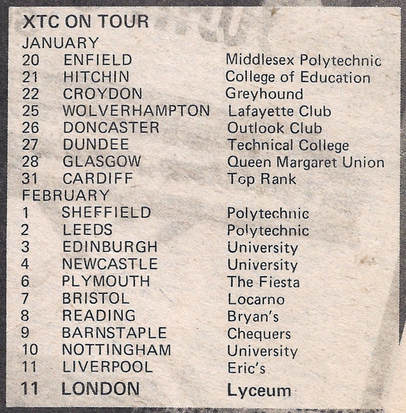 XTC ON TOUR
JANUARY
20 ENFIELD Middlesex Polytechnic
21 HITCHIN College of Education
22 CROYDON Greyhound
25 WOLVERHAMPTON Lafayette Club
26 DONCASTER Outlook Club
27 DUNDEE Technical College
28 GLASGOW Queen Margaret Union
31 CARDIFF Top Rank
FEBRUARY
1 SHEFFIELD Polytechnic
2 LEEDS Polytechnic
3 EDINBURGH University
4 NEWCASTLE University
6 PLYMOUTH The Fiesta
7 BRISTOL Locarno
8 READING Bryan's
9 BARNSTAPLE Chequers
10 NOTTINGHAM University
11 LIVERPOOL Eric's
11 LONDON Lyceum